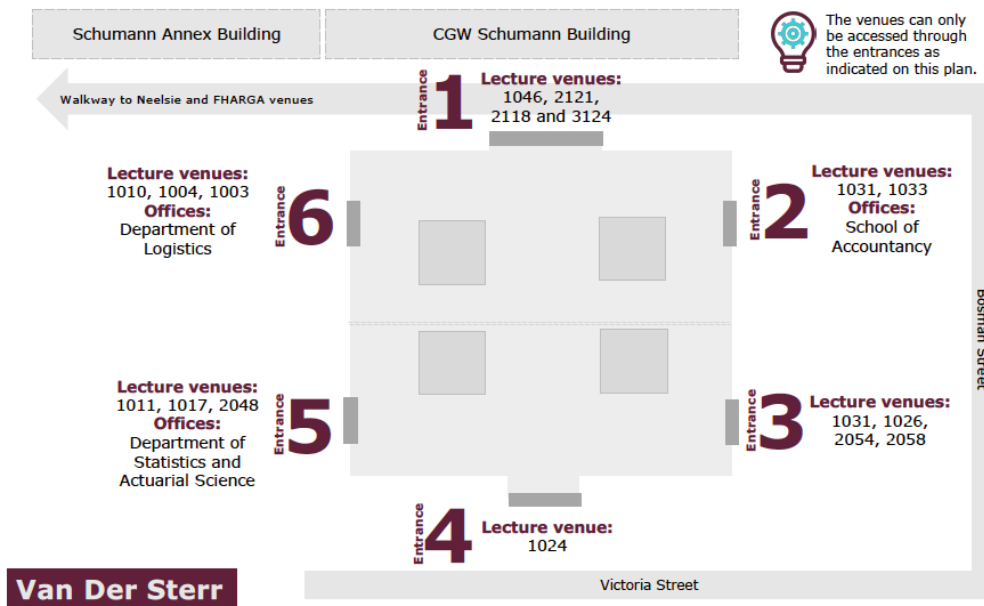 Schumann Annex Building
CGW Schumann Building
The venues can only
be accessed through
the entrances as
indicated on this plan.
Walkway to Neelsie and FHARGA venues
Entrance
1
Lecture venues:
1046, 2121,
2118 and 3124
Lecture venues:
1010, 1004, 1003
Offices:
Department of
Logistics
Entrance
6
Entrance
2
Lecture venues:
1031, 1033
Offices:
School of
Accountancy
Bosman Street
Lecture venues:
1011, 1017, 2048
Offices:
Department of
Statistics and
Actuarial Science
Entrance
5
Entrance
3
Lecture venues:
1031, 1026,
2054, 2058
Entrance
4
Lecture venue:
1024
Van Der Sterr
Victoria Street